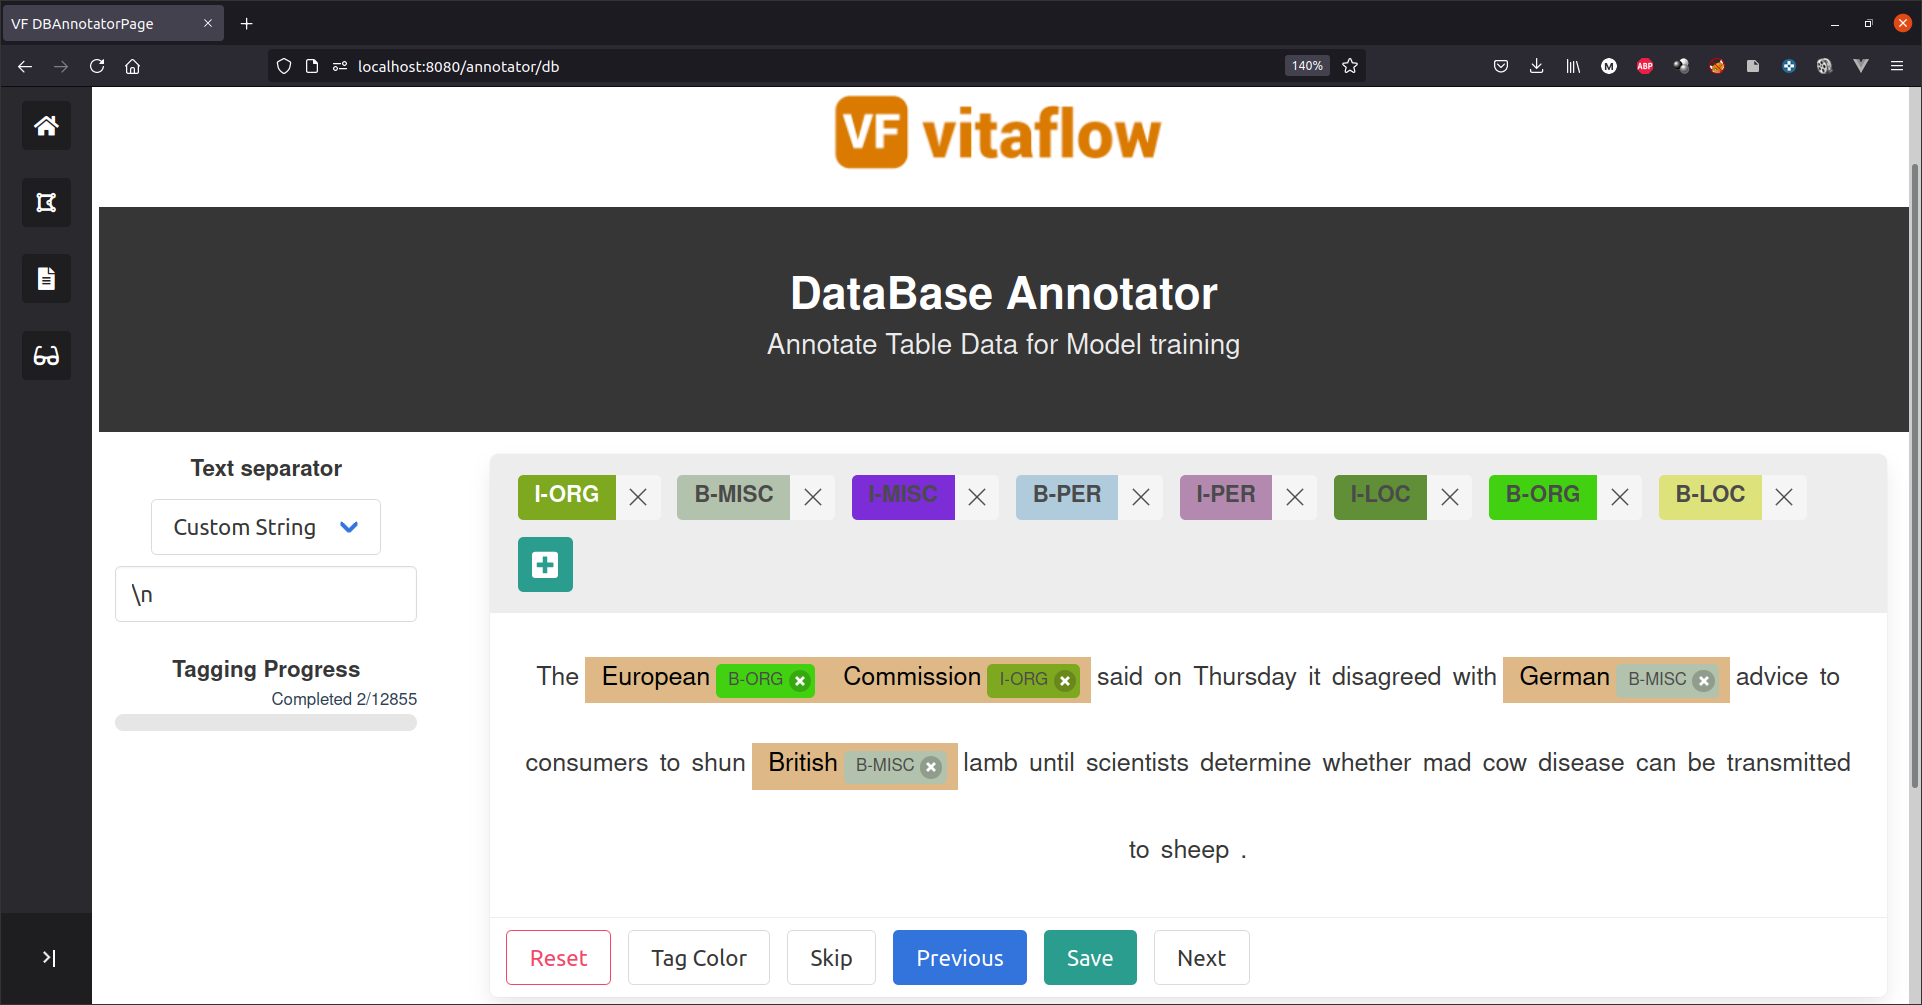 VF DBAnnotatorPage
localhost:8080/annotator/db
140%
M
ABP
VF vitaflow
DataBase Annotator
Annotate Table Data for Model training
Text separator
Custom String
\n
Tagging Progress
Completed 2/12855
I-ORG B-MISC I-MISC B-PER I-PER I-LOC B-ORG B-LOC
The European B-ORG Commission I-ORG said on Thursday it disagreed with German B-MISC advice to
consumers to shun British B-MISC lamb until scientists determine whether mad cow disease can be transmitted
to sheep .
Reset Tag Color Skip Previous Save Next